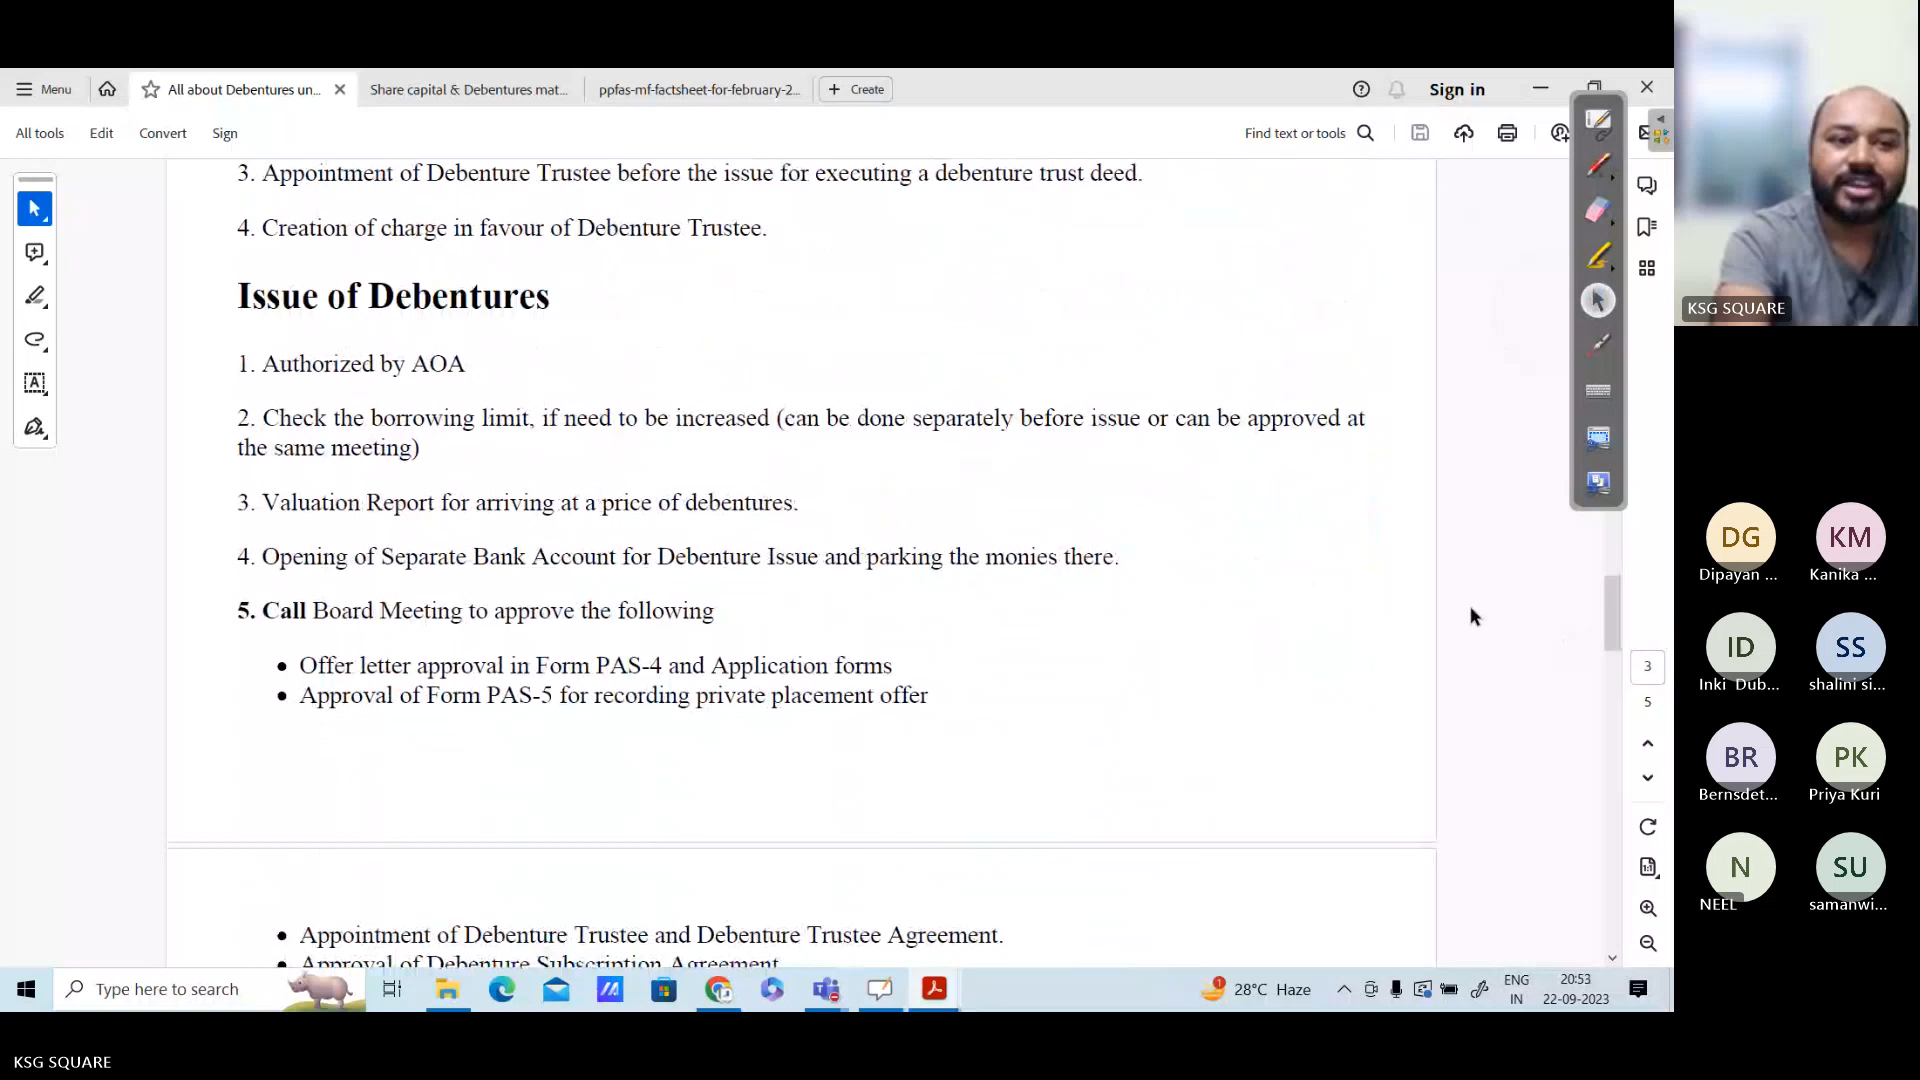 Menu
All about Debentures un...
Share capital & Debentures mat...
ppfas-mf-factsheet-for-february-2...
Create
Sign in
All tools
Edit
Convert
Sign
Find text or tools
3. Appointment of Debenture Trustee before the issue for executing a debenture trust deed.
4. Creation of charge in favour of Debenture Trustee.
Issue of Debentures
1. Authorized by AOA
2. Check the borrowing limit, if need to be increased (can be done separately before issue or can be approved at
the same meeting)
3. Valuation Report for arriving at a price of debentures.
4. Opening of Separate Bank Account for Debenture Issue and parking the monies there.
5. Call Board Meeting to approve the following
• Offer letter approval in Form PAS-4 and Application forms
• Approval of Form PAS-5 for recording private placement offer
• Appointment of Debenture Trustee and Debenture Trustee Agreement.
• Approval of Debenture Subscription Agreement
3
5
KSG SQUARE
DG
Dipayan ...
KM
Kanika ...
ID
Inki Dub...
SS
shalini si...
BR
Bernsdet...
PK
Priya Kuri
N
NEEL
SU
samanwi...
Type here to search
1
28°C Haze
ENG
IN
20:53
22-09-2023
KSG SQUARE